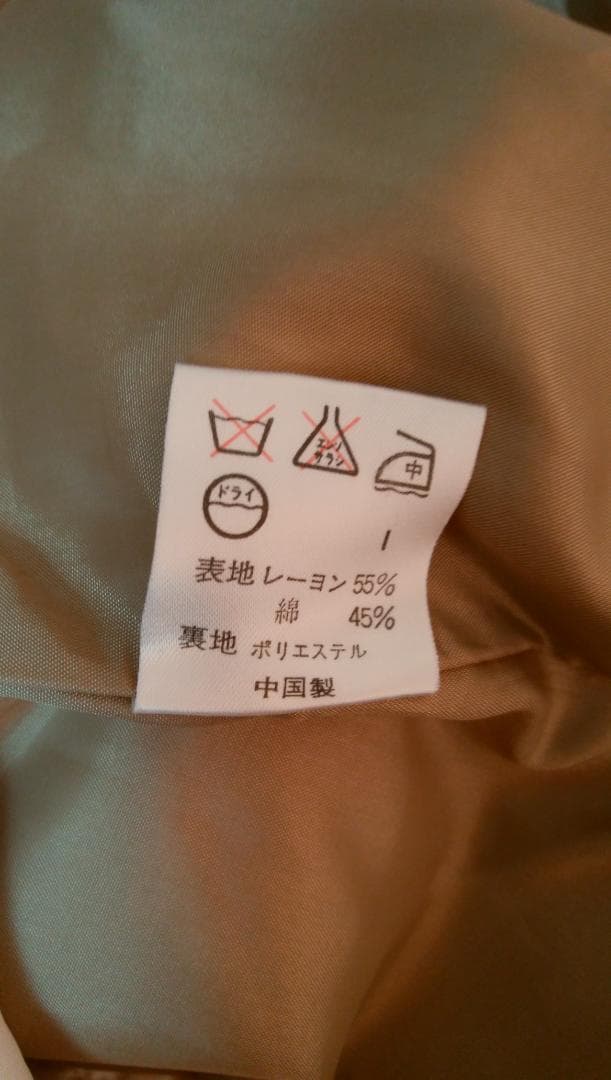 エンソ
サラシ
中
ドライ
I
表地 レーヨン 55%
綿 45%
裏地 ポリエステル
中国製